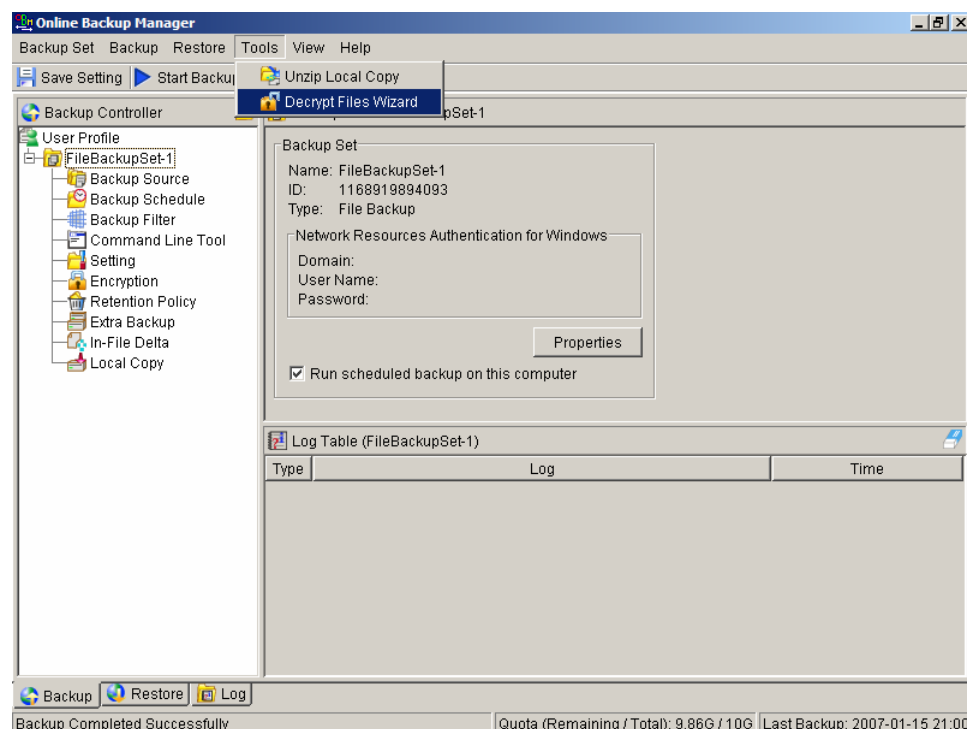 Online Backup Manager
Backup Set Backup Restore Tools View Help
Save Setting Start Backup
Unzip Local Copy
Decrypt Files Wizard
Backup Controller
pSet-1
User Profile
FileBackupSet-1
Backup Source
Backup Schedule
Backup Filter
Command Line Tool
Setting
Encryption
Retention Policy
Extra Backup
In-File Delta
Local Copy
Backup Set
Name: FileBackupSet-1
ID: 1168919894093
Type: File Backup
Network Resources Authentication for Windows
Domain:
User Name:
Password:
Properties
Run scheduled backup on this computer
Log Table (FileBackupSet-1)
Type Log Time
Backup Restore Log
Backup Completed Successfully Quota (Remaining / Total): 9.86G / 10G Last Backup: 2007-01-15 21:00